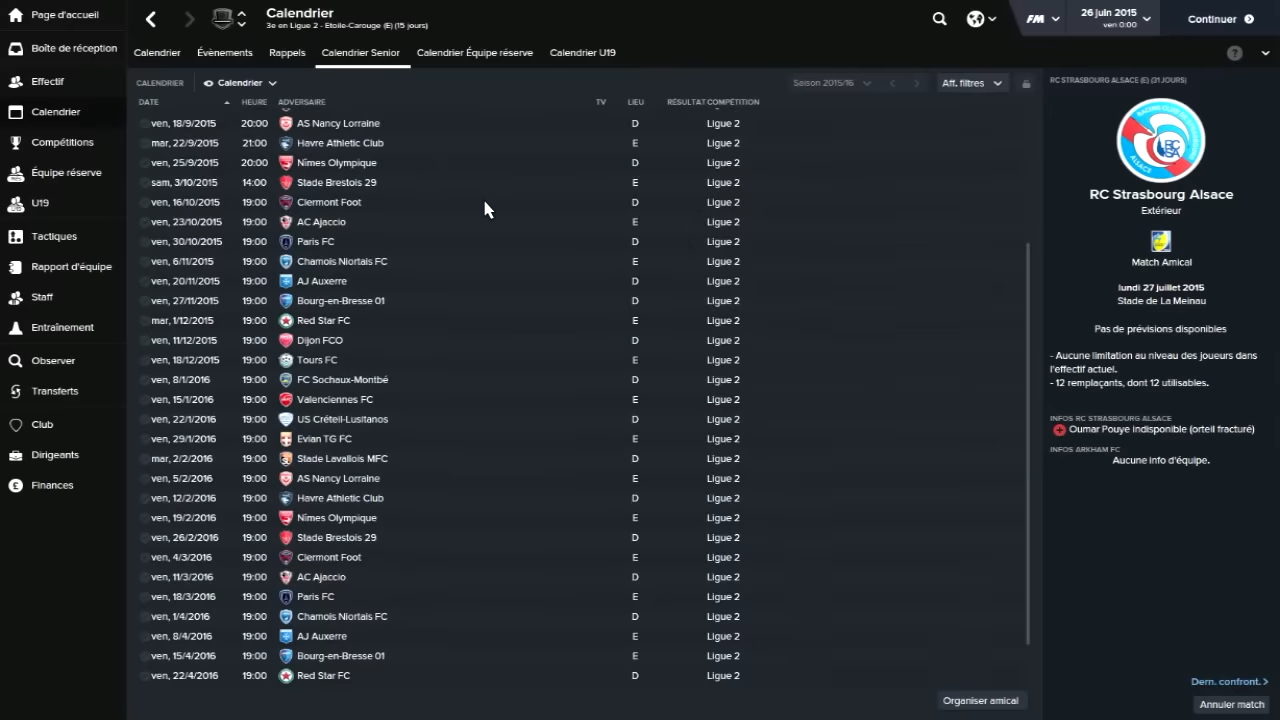 Page d'accueil
Boîte de réception
Effectif
Calendrier
Compétitions
Équipe réserve
U19
Tactiques
Rapport d'équipe
Staff
Entraînement
Observer
Transferts
Club
Dirigeants
Finances
Calendrier
3e en Ligue 2 - Etoile-Carouge (E) (15 jours)
FM
26 juin 2015
ven 0:00
Continuer
Calendrier Évènements Rappels Calendrier Senior Calendrier Équipe réserve Calendrier U19
CALENDRIER Calendrier Saison 2015/16 Aff. filtres
DATE HEURE ADVERSAIRE TV LIEU RÉSULTAT COMPÉTITION
ven, 18/9/2015 20:00 AS Nancy Lorraine D Ligue 2
mar, 22/9/2015 21:00 Havre Athletic Club E Ligue 2
ven, 25/9/2015 20:00 Nîmes Olympique D Ligue 2
sam, 3/10/2015 14:00 Stade Brestois 29 E Ligue 2
ven, 16/10/2015 19:00 Clermont Foot D Ligue 2
ven, 23/10/2015 19:00 AC Ajaccio E Ligue 2
ven, 30/10/2015 19:00 Paris FC D Ligue 2
ven, 6/11/2015 19:00 Chamois Niortais FC E Ligue 2
ven, 20/11/2015 19:00 AJ Auxerre D Ligue 2
ven, 27/11/2015 19:00 Bourg-en-Bresse 01 D Ligue 2
mar, 1/12/2015 19:00 Red Star FC E Ligue 2
ven, 11/12/2015 19:00 Dijon FCO D Ligue 2
ven, 18/12/2015 19:00 Tours FC E Ligue 2
ven, 8/1/2016 19:00 FC Sochaux-Montbé D Ligue 2
ven, 15/1/2016 19:00 Valenciennes FC E Ligue 2
ven, 22/1/2016 19:00 US Créteil-Lusitanos D Ligue 2
ven, 29/1/2016 19:00 Evian TG FC E Ligue 2
mar, 2/2/2016 19:00 Stade Lavallois MFC D Ligue 2
ven, 5/2/2016 19:00 AS Nancy Lorraine E Ligue 2
ven, 12/2/2016 19:00 Havre Athletic Club D Ligue 2
ven, 19/2/2016 19:00 Nîmes Olympique E Ligue 2
ven, 26/2/2016 19:00 Stade Brestois 29 D Ligue 2
ven, 4/3/2016 19:00 Clermont Foot E Ligue 2
ven, 11/3/2016 19:00 AC Ajaccio D Ligue 2
ven, 18/3/2016 19:00 Paris FC E Ligue 2
ven, 1/4/2016 19:00 Chamois Niortais FC D Ligue 2
ven, 8/4/2016 19:00 AJ Auxerre E Ligue 2
ven, 15/4/2016 19:00 Bourg-en-Bresse 01 E Ligue 2
ven, 22/4/2016 19:00 Red Star FC D Ligue 2
Organiser amical
RC STRASBOURG ALSACE (E) (31 JOURS)
RACING CLUB DE STRASBOURG
RCSA
ALSACE
RC Strasbourg Alsace
Extérieur
Match Amical
lundi 27 juillet 2015
Stade de La Meinau
Pas de prévisions disponibles
- Aucune limitation au niveau des joueurs dans
l'effectif actuel.
- 12 remplaçants, dont 12 utilisables.
INFOS RC STRASBOURG ALSACE
Oumar Pouye indisponible (orteil fracturé)
INFOS ARKHAM FC
Aucune info d'équipe.
Dern. confront. >
Annuler match